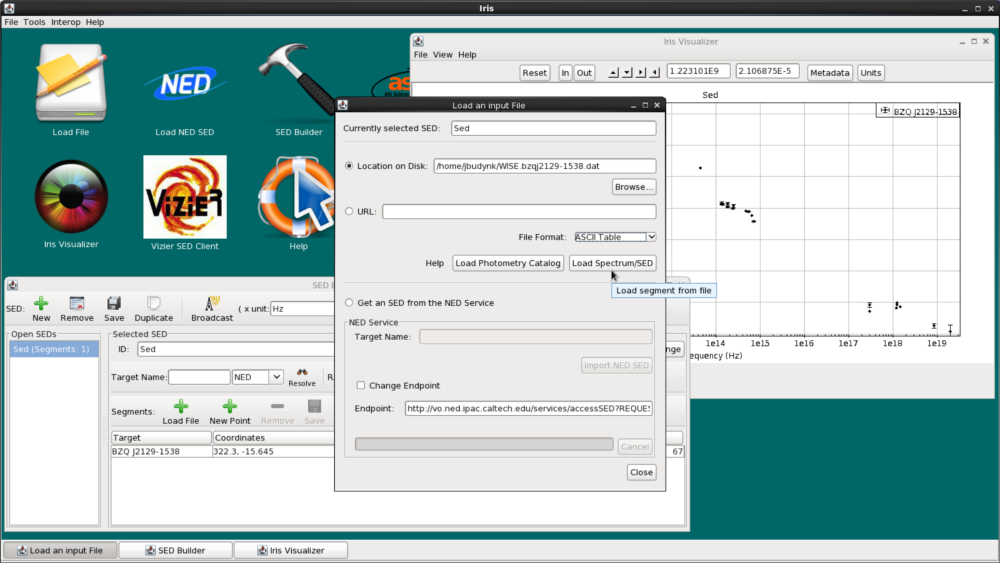 Iris
File Tools Interop Help
Load File
NED
Load NED SED
SED Builder
Iris Visualizer
VizieR
Vizier SED Client
Help
Iris Visualizer
File View Help
Reset In Out 1.223101E9 2.106875E-5 Metadata Units
Sed
BZQ J2129-1538
1e14 1e15 1e16 1e17 1e18 1e19
equency (Hz)
Load an input File
Currently selected SED: Sed
Location on Disk: /home/jbudynk/WISE.bzqj2129-1538.dat
Browse...
URL:
File Format: ASCII Table
Help Load Photometry Catalog Load Spectrum/SED
Load segment from file
Get an SED from the NED Service
NED Service
Target Name:
Import NED SED
Change Endpoint
Endpoint: http://vo.ned.ipac.caltech.edu/services/accessSED?REQUES
Cancel
Close
SED B
SED: New Remove Save Duplicate Broadcast ( x unit: Hz
Open SEDs
Sed (Segments: 1)
Selected SED
ID: Sed
nge
Target Name: NED Resolve
Segments: Load File New Point Remove Save
Target Coordinates
BZQ J2129-1538 322.3, -15.645 67
Load an input File SED Builder Iris Visualizer